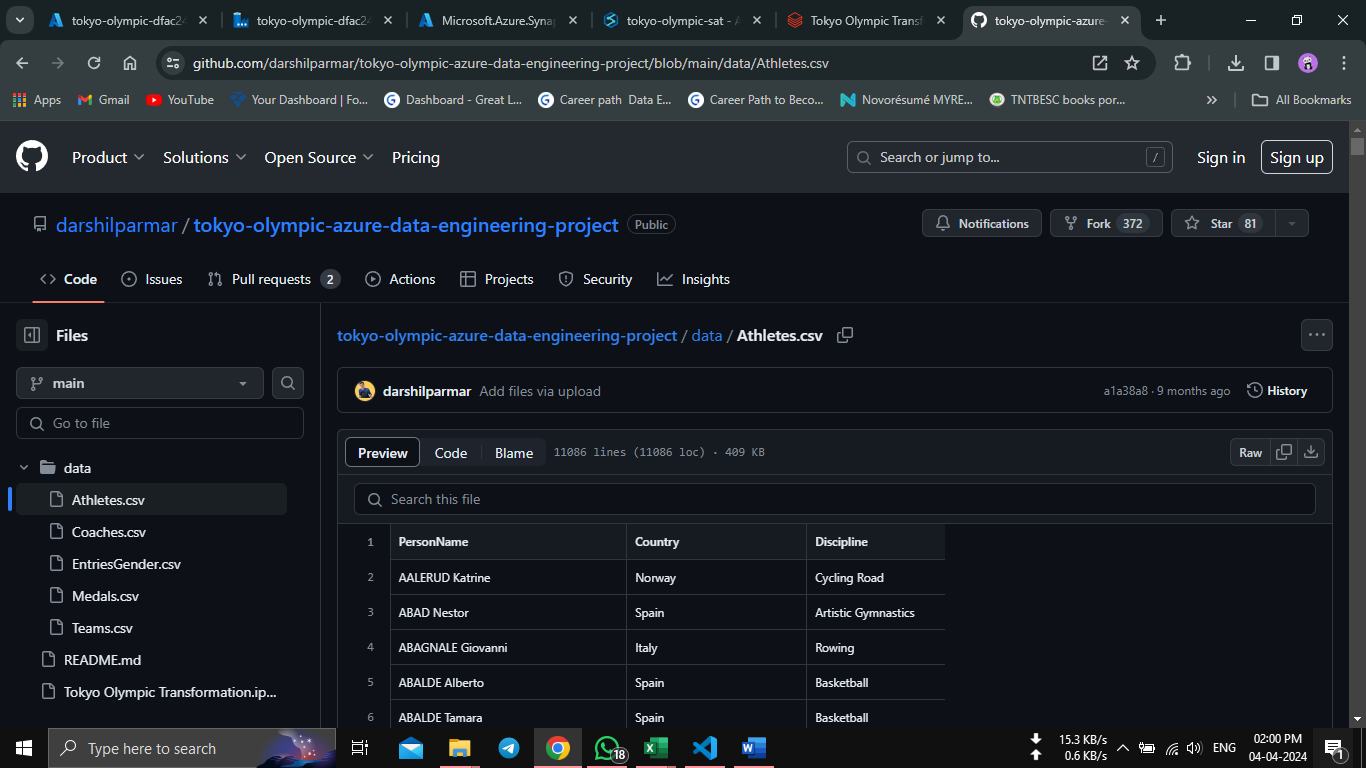 tokyo-olympic-dfac24
tokyo-olympic-dfac24
Microsoft.Azure.Synap
tokyo-olympic-sat - A
Tokyo Olympic Transf
tokyo-olympic-azure-
github.com/darshilparmar/tokyo-olympic-azure-data-engineering-project/blob/main/data/Athletes.csv
Apps Gmail YouTube Your Dashboard | Fo... Dashboard - Great L... Career path Data E... Career Path to Beco... Novorésumé MYRE... TNTBESC books por... » All Bookmarks
Product Solutions Open Source Pricing Search or jump to... / Sign in Sign up
darshilparmar / tokyo-olympic-azure-data-engineering-project Public Notifications Fork 372 Star 81
Code Issues Pull requests 2 Actions Projects Security Insights
Files
tokyo-olympic-azure-data-engineering-project / data / Athletes.csv
main
darshilparmar Add files via upload a1a38a8 · 9 months ago History
Go to file
Preview Code Blame 11086 lines (11086 loc) · 409 KB Raw
data
Athletes.csv
Coaches.csv
EntriesGender.csv
Medals.csv
Teams.csv
README.md
Tokyo Olympic Transformation.ip...
Search this file
1 PersonName Country Discipline
2 AALERUD Katrine Norway Cycling Road
3 ABAD Nestor Spain Artistic Gymnastics
4 ABAGNALE Giovanni Italy Rowing
5 ABALDE Alberto Spain Basketball
6 ABALDE Tamara Spain Basketball
Type here to search
18
15.3 KB/s
0.6 KB/s
ENG
02:00 PM
04-04-2024
1